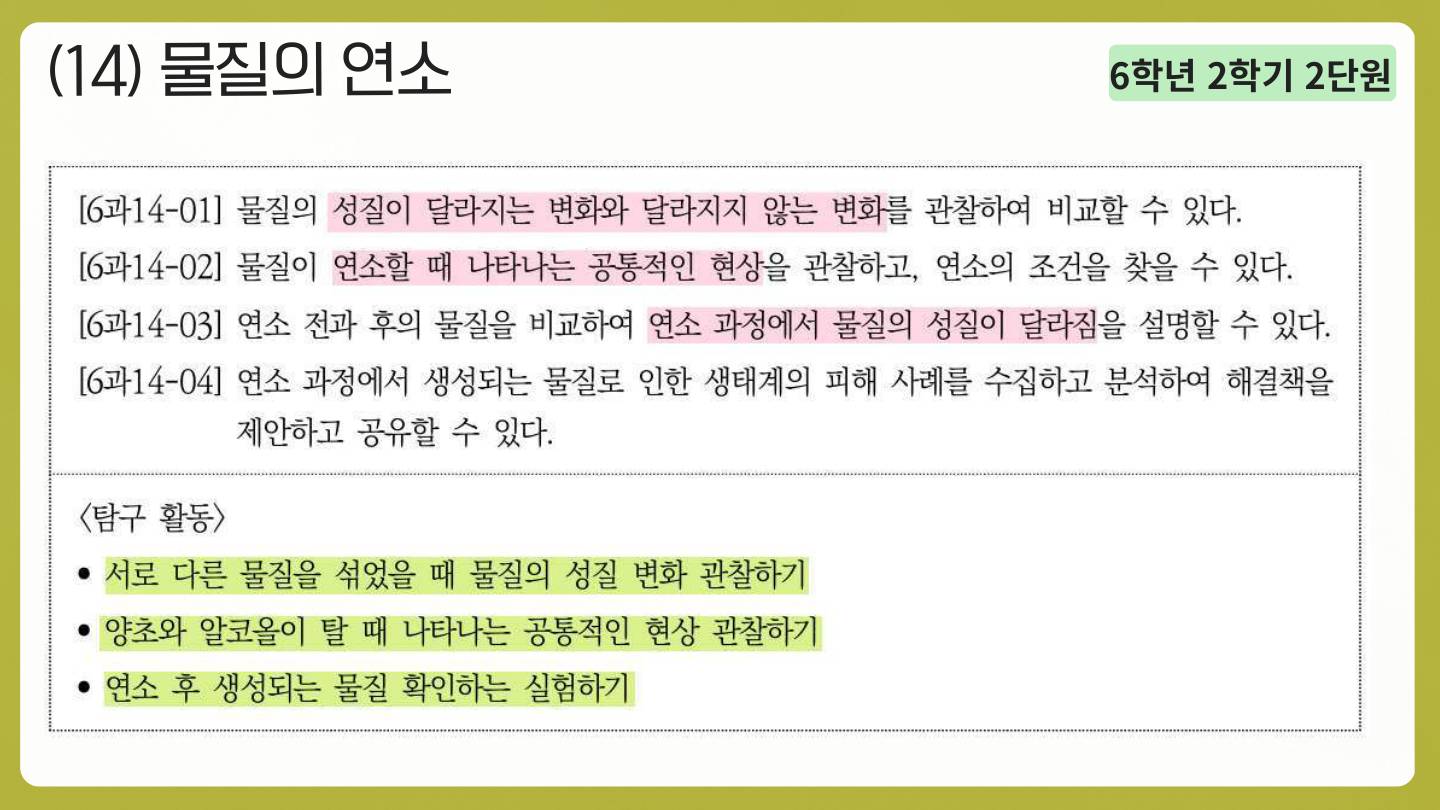 (14) 물질의 연소
6학년 2학기 2단원
[6과14-01] 물질의 성질이 달라지는 변화와 달라지지 않는 변화를 관찰하여 비교할 수 있다.
[6과14-02] 물질이 연소할 때 나타나는 공통적인 현상을 관찰하고, 연소의 조건을 찾을 수 있다.
[6과14-03] 연소 전과 후의 물질을 비교하여 연소 과정에서 물질의 성질이 달라짐을 설명할 수 있다.
[6과14-04] 연소 과정에서 생성되는 물질로 인한 생태계의 피해 사례를 수집하고 분석하여 해결책을
제안하고 공유할 수 있다.
〈탐구 활동〉
• 서로 다른 물질을 섞었을 때 물질의 성질 변화 관찰하기
• 양초와 알코올이 탈 때 나타나는 공통적인 현상 관찰하기
• 연소 후 생성되는 물질 확인하는 실험하기